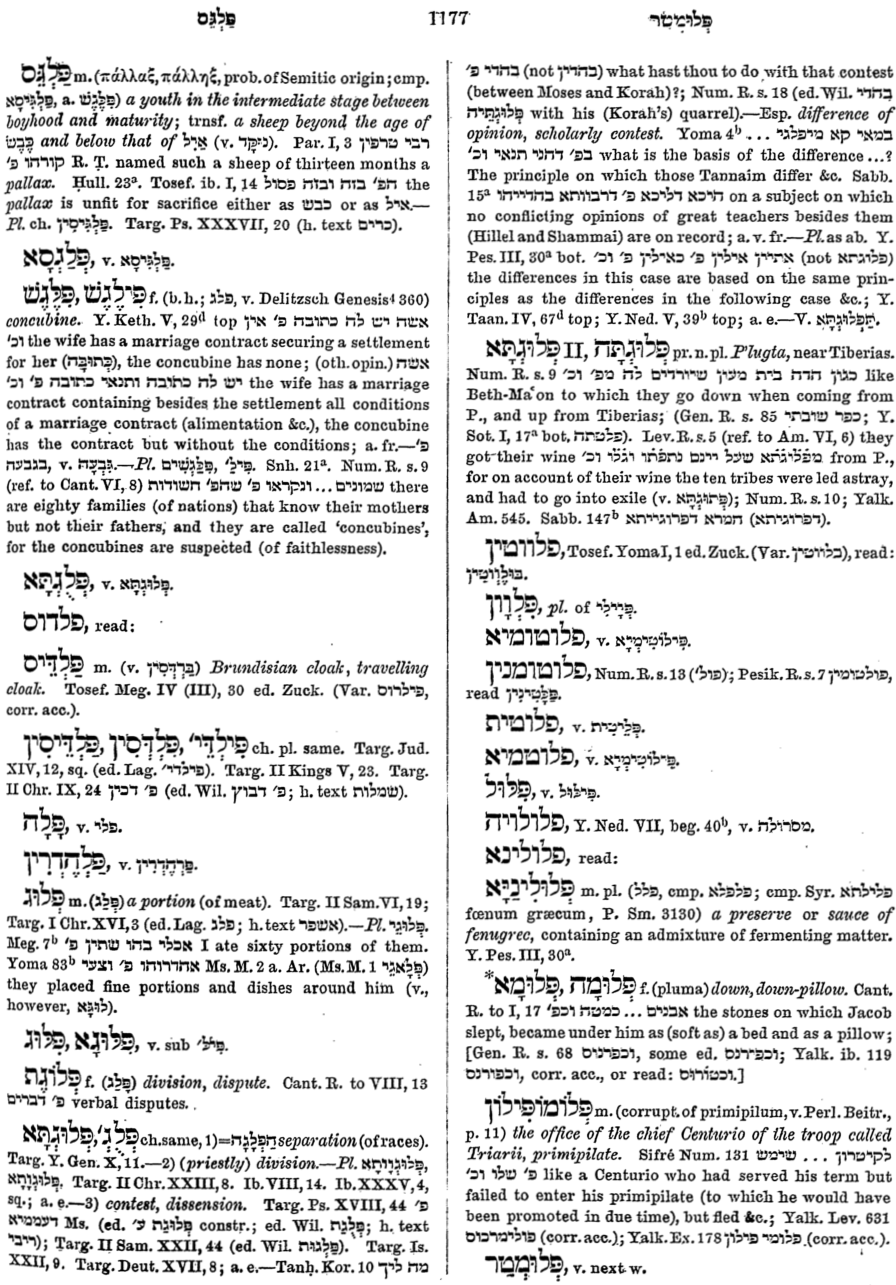 פַּלְגֵּס 1177 פְּלוּמְטַר
פַּלְגֵּס m. (πάλλαξ, πάλληξ, prob. of Semitic origin; cmp.
פַּלְגִּיסָא, a. פִּלֶּגֶשׁ) a youth in the intermediate stage between
boyhood and maturity; trnsf. a sheep beyond the age of
כֶּבֶשׂ and below that of אַיִל (v. נִיקָּד). Par. I, 3 רבי טרפון
קורהו פ׳ R. T. named such a sheep of thirteen months a
pallax. Ḥull. 23ª. Tosef. ib. I, 14 הפ׳ בזה ובזה פסול the
pallax is unfit for sacrifice either as כבש or as איל.—
Pl. ch. פַּלְגִּיסִין. Targ. Ps. XXXVII, 20 (h. text כרים).
פַּלַגְסָא, v. פַּלְגִּיסָא.
פִּילֶגֶשׁ, פִּלֶגֶשׁ f. (b. h.; פלג, v. Delitzsch Genesis⁴ 360)
concubine. Y. Keth. V, 29ᵈ top אשה יש לה כתובה פ׳ אין
וכ׳ the wife has a marriage contract securing a settlement
for her (כְּתוּבָּה), the concubine has none; (oth. opin.) אשה
יש לה כתובה ותנאי כתובה פ׳ וכ׳ the wife has a marriage
contract containing besides the settlement all conditions
of a marriage contract (alimentation &c.), the concubine
has the contract but without the conditions; a. fr.—פ׳
בגבעה, v. גִּבְעָה.—Pl. פִּלַגְשִׁים, פִּיל׳. Snh. 21ª. Num. R. s. 9
(ref. to Cant. VI, 8) שמונים ... ונקראו פ׳ שהפ׳ חשודות there
are eighty families (of nations) that know their mothers
but not their fathers, and they are called ‘concubines’,
for the concubines are suspected (of faithlessness).
פְּלֻגְתָּא, v. פְּלוּגְתָּא.
פלדוס, read:
פַּלְדֵּיס m. (v. בַּרְדְּסִין) Brundisian cloak, travelling
cloak. Tosef. Meg. IV (III), 30 ed. Zuck. (Var. פילרוס,
corr. acc.).
פַּלְדֵּיסִין, פַּלְדְּסִין, פִּילְדֵּי׳ ch. pl. same. Targ. Jud.
XIV, 12, sq. (ed. Lag. פילדי׳). Targ. II Kings V, 23. Targ.
II Chr. IX, 24 פ׳ דכין (ed. Wil. פ׳ דבוץ; h. text שמלות).
פָּלָה, v. פלי.
פַּלְהֶדְרִין, v. פַּרְהֶדְרִין.
פְּלוּג m. (פְּלַג) a portion (of meat). Targ. II Sam. VI, 19;
Targ. I Chr. XVI, 3 (ed. Lag. פלג; h. text אשפר).—Pl. פְּלוּגֵי.
Meg. 7ᵇ אכלי בהו שתין פ׳ I ate sixty portions of them.
Yoma 83ᵇ אהדרוהו פ׳ וצעי Ms. M. 2 a. Ar. (Ms. M. 1 פְּלָאגֵי)
they placed fine portions and dishes around him (v.,
however, לוּגָּא).
פִּלּוּג, פִּלּוּגָא, v. sub פִּיל׳.
פְּלוּגַת f. (פָּלַג) division, dispute. Cant. R. to VIII, 13
פ׳ דברים verbal disputes.
פְּלוּגְתָּא, פְּלֻגְ׳ ch. same, 1)=הַפְלָגָה separation (of races).
Targ. Y. Gen. X, 11.—2) (priestly) division.—Pl. פְּלוּגְוָותָא,
פְּלוּגְוָתָא. Targ. II Chr. XXIII, 8. Ib. VIII, 14. Ib. XXXV, 4,
sq.; a. e.—3) contest, dissension. Targ. Ps. XVIII, 44 פ׳
דעממיא Ms. (ed. פְּלוּגַת ע׳ constr.; ed. Wil. פְּלֻגַת; h. text
ריבי); Targ. II Sam. XXII, 44 (ed. Wil. פְּלֻגּוּת). Targ. Is.
XXII, 9. Targ. Deut. XVII, 8; a. e.—Tanḥ. Kor. 10 מה ליך
בהדי פ׳ (not בהדין) what hast thou to do with that contest
(between Moses and Korah)?; Num. R. s. 18 (ed. Wil. בהדי
פְּלוּגְתֵּיהּ with his (Korah’s) quarrel).—Esp. difference of
opinion, scholarly contest. Yoma 4ᵇ במאי קא מיפלגי ...
בפ׳ דהני תנאי וכ׳ what is the basis of the difference ...?
The principle on which those Tannaim differ &c. Sabb.
15ª היכא דליכא פ׳ דרבוותא בהדייהו on a subject on which
no conflicting opinions of great teachers besides them
(Hillel and Shammai) are on record; a. v. fr.—Pl. as ab. Y.
Pes. III, 30ª bot. אתיין אילין פ׳ כאילין פ׳ וכ׳ (not פלוגתא)
the differences in this case are based on the same prin-
ciples as the differences in the following case &c.; Y.
Taan. IV, 67ᵈ top; Y. Ned. V, 39ᵇ top; a. e.—V. תַּפְלוּגְתָּא.
פְּלוּגְתָּא II, פְּלוּגְתָּה pr. n. pl. P’lugta, near Tiberias.
Num. R. s. 9 כגון הדה בית מעון שיורדים לה מפ׳ וכ׳ like
Beth-Maʿon to which they go down when coming from
P., and up from Tiberias; (Gen. R. s. 85 כפר שובתי; Y.
Sot. I, 17ª bot. פלטתה). Lev. R. s. 5 (ref. to Am. VI, 6) they
got their wine מפליגתא שעל יינם נתפתו וגלו וכ׳ from P.,
for on account of their wine the ten tribes were led astray,
and had to go into exile (v. פְּתוּגְתָּא); Num. R. s. 10; Yalk.
Am. 545. Sabb. 147ᵇ חמרא דפרוגייתא (דפרוגיתא).
פלווטין, Tosef. Yoma I, 1 ed. Zuck. (Var. בלווטין), read:
בּוּלְוָוטִין.
פִּלְוָון, pl. of פִּיְילֵי.
פלוטומיא, v. פִּילוֹטִימְיָא.
פלוטומנין, Num. R. s. 13 (פול׳); Pesik. R. s. 7 פולטומין,
read פַּלָטִינִין.
פלוטית, v. פְּלֵיטִית.
פלוטמיא, v. פִּילוֹטִימְיָא.
פִּלּוּל, v. פִּילּוּל.
פלולויה, Y. Ned. VII, beg. 40ᵇ, v. מסרולה.
פלולינא, read:
פְּלוּלִינַיָּא m. pl. (פלל, cmp. פלפלא; cmp. Syr. פלילתא
fœnum græcum, P. Sm. 3130) a preserve or sauce of
fenugrec, containing an admixture of fermenting matter.
Y. Pes. III, 30ª.
*פְּלוּמָה, פְּלוּמָא f. (pluma) down, down-pillow. Cant.
R. to I, 17 אבנים ... כמטה וכפ׳ the stones on which Jacob
slept, became under him as (soft as) a bed and as a pillow;
[Gen. R. s. 68 וכפרנוס, some ed. וכפירנס; Yalk. ib. 119
וכפורנס, corr. acc., or read: וכטורוס.]
פְּלוֹמוֹפִּילוֹן m. (corrupt. of primipilum, v. Perl. Beitr.,
p. 11) the office of the chief Centurio of the troop called
Triarii, primipilate. Sifré Num. 131 לקיטרון ... שימש
פ׳ שלו וכ׳ like a Centurio who had served his term but
failed to enter his primipilate (to which he would have
been promoted in due time), but fled &c.; Yalk. Lev. 631
פולימרכוס (corr. acc.); Yalk. Ex. 178 פלומי פילון (corr. acc.).
פְּלוּמְטַר, v. next w.